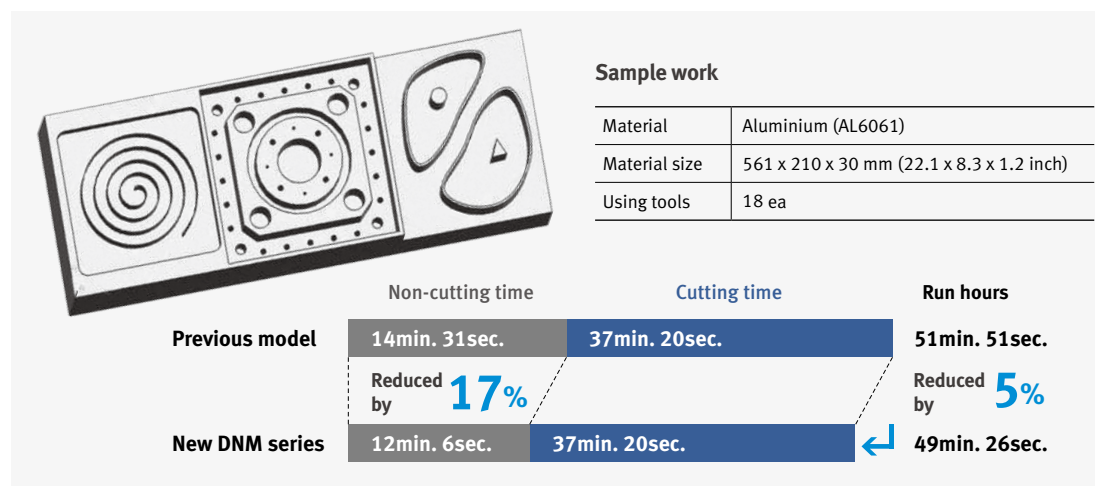 Sample work
Material Aluminium (AL6061)
Material size 561 x 210 x 30 mm (22.1 x 8.3 x 1.2 inch)
Using tools 18 ea
Non-cutting time Cutting time Run hours
Previous model 14min. 31sec. 37min. 20sec. 51min. 51sec.
Reduced by 17% Reduced by 5%
New DNM series 12min. 6sec. 37min. 20sec. 49min. 26sec.